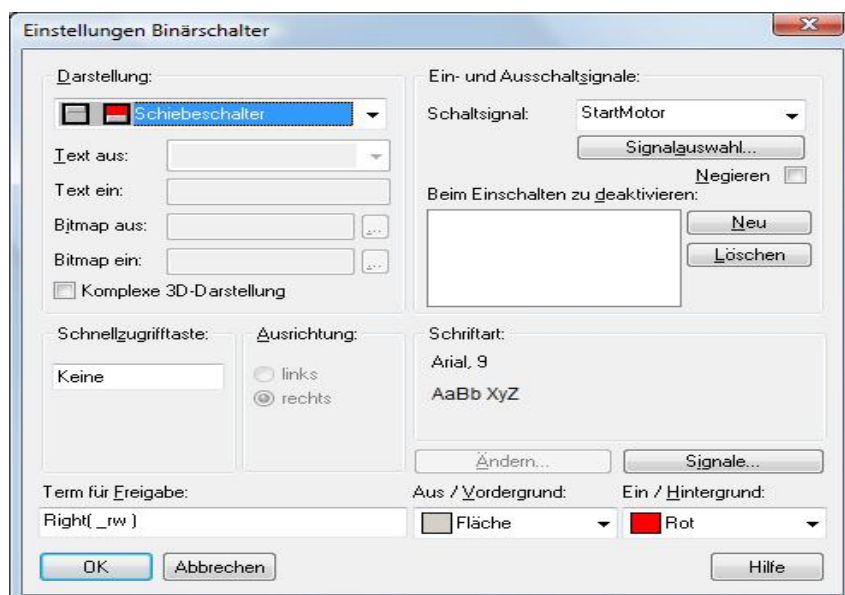 Einstellungen Binärschalter
Darstellung:
Schiebeschalter
Text aus:
Text ein:
Bitmap aus:
...
Bitmap ein:
...
Komplexe 3D-Darstellung
Ein- und Ausschaltsignale:
Schaltsignal:
StartMotor
Signalauswahl...
Negieren
Beim Einschalten zu deaktivieren:
Neu
Löschen
Schnellzugrifftaste:
Keine
Ausrichtung:
links
rechts
Schriftart:
Arial, 9
AaBb XyZ
Ändern...
Signale...
Term für Freigabe:
Right( _rw )
Aus / Vordergrund:
Fläche
Ein / Hintergrund:
Rot
OK
Abbrechen
Hilfe